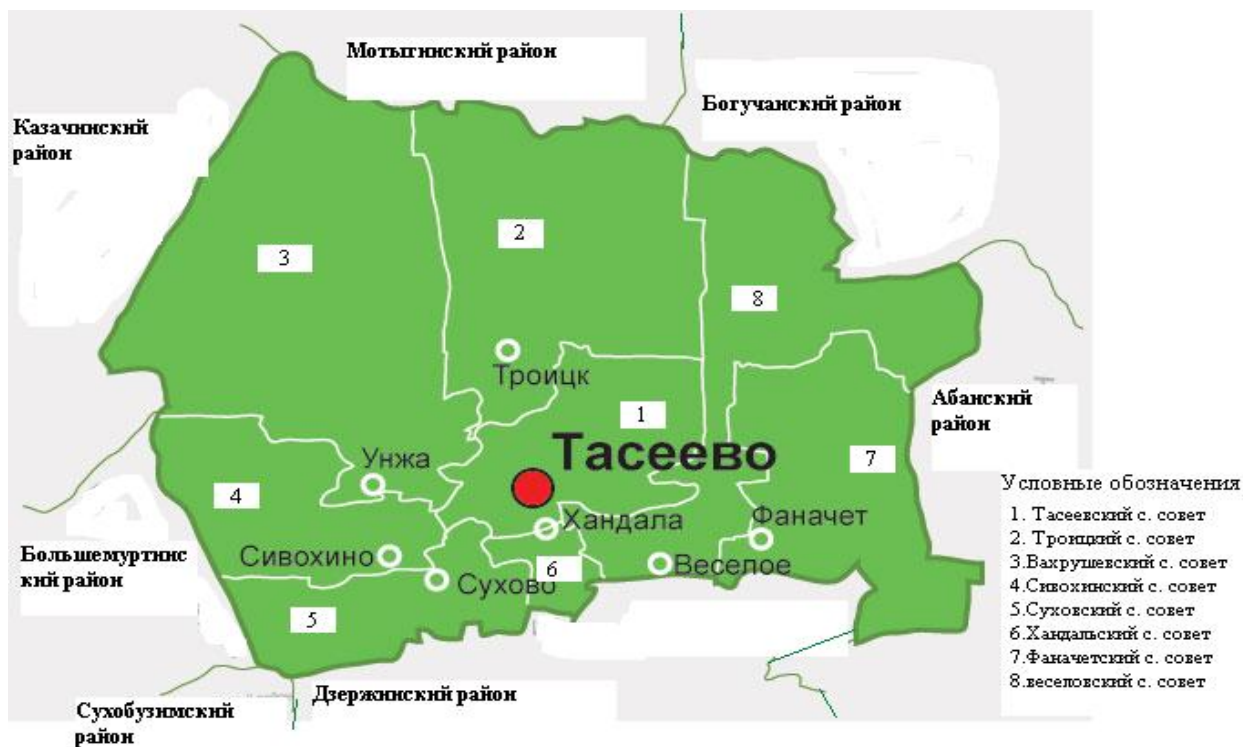 Мотыгинский район
Богучанский район
Казачинский
район
2
3
8
Троицк
Абанский
район
1
Тасеево
Унжа
7
4
Условные обозначения
1. Тасеевский с. совет
2. Троицкий с. совет
3.Вахрушевский с. совет
4.Сивохинский с. совет
5.Суховский с. совет
6.Хандальский с. совет
7.Фаначетский с. совет
8.веселовский с. совет
Хандала
Фаначет
Большемуртинс
кий район
Сивохино
6
Веселое
Сухово
5
Дзержинский район
Сухобузимский
район